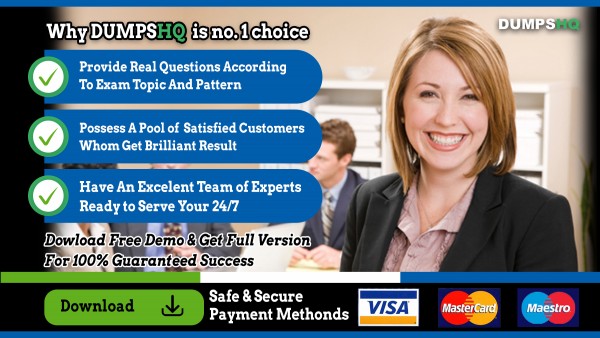 Why DUMPSHQ is no. 1 choice
DUMPSHQ
Provide Real Questions According
To Exam Topic And Pattern
Possess A Pool of Satisfied Customers
Whom Get Brilliant Result
Have An Excelent Team of Experts
Ready to Serve Your 24/7
Dowload Free Demo & Get Full Version
For 100% Guaranteed Success
Download
Safe & Secure
Payment Methonds
VISA
MasterCard
Maestro